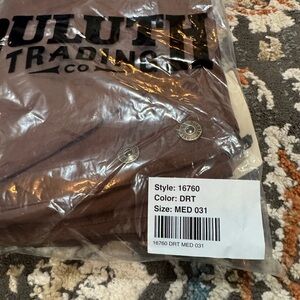 DULUTH
TRADING
CO
Style: 16760
Color: DRT
Size: MED 031
16760 DRT MED 031